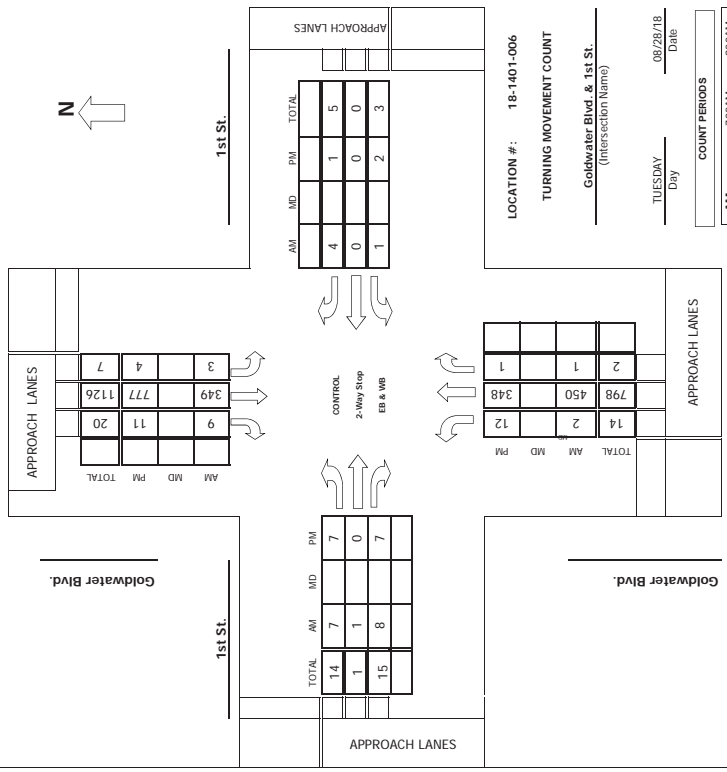 APPROACH LANES
N
1st St.
AM MD PM TOTAL
4 1 5
0 0 0
1 2 3
LOCATION #: 18-1401-006
TURNING MOVEMENT COUNT
Goldwater Blvd. & 1st St.
(Intersection Name)
TUESDAY 08/28/18
Day Date
COUNT PERIODS
APPROACH LANES
TOTAL PM MD AM
7 4 3
1126 777 349
20 11 9
CONTROL
2-Way Stop
EB & WB
PM MD AM TOTAL
1 1 2
348 450 798
12 2 14
APPROACH LANES
Goldwater Blvd.
Goldwater Blvd.
1st St.
TOTAL AM MD PM
14 7 7
1 1 0
15 8 7
APPROACH LANES